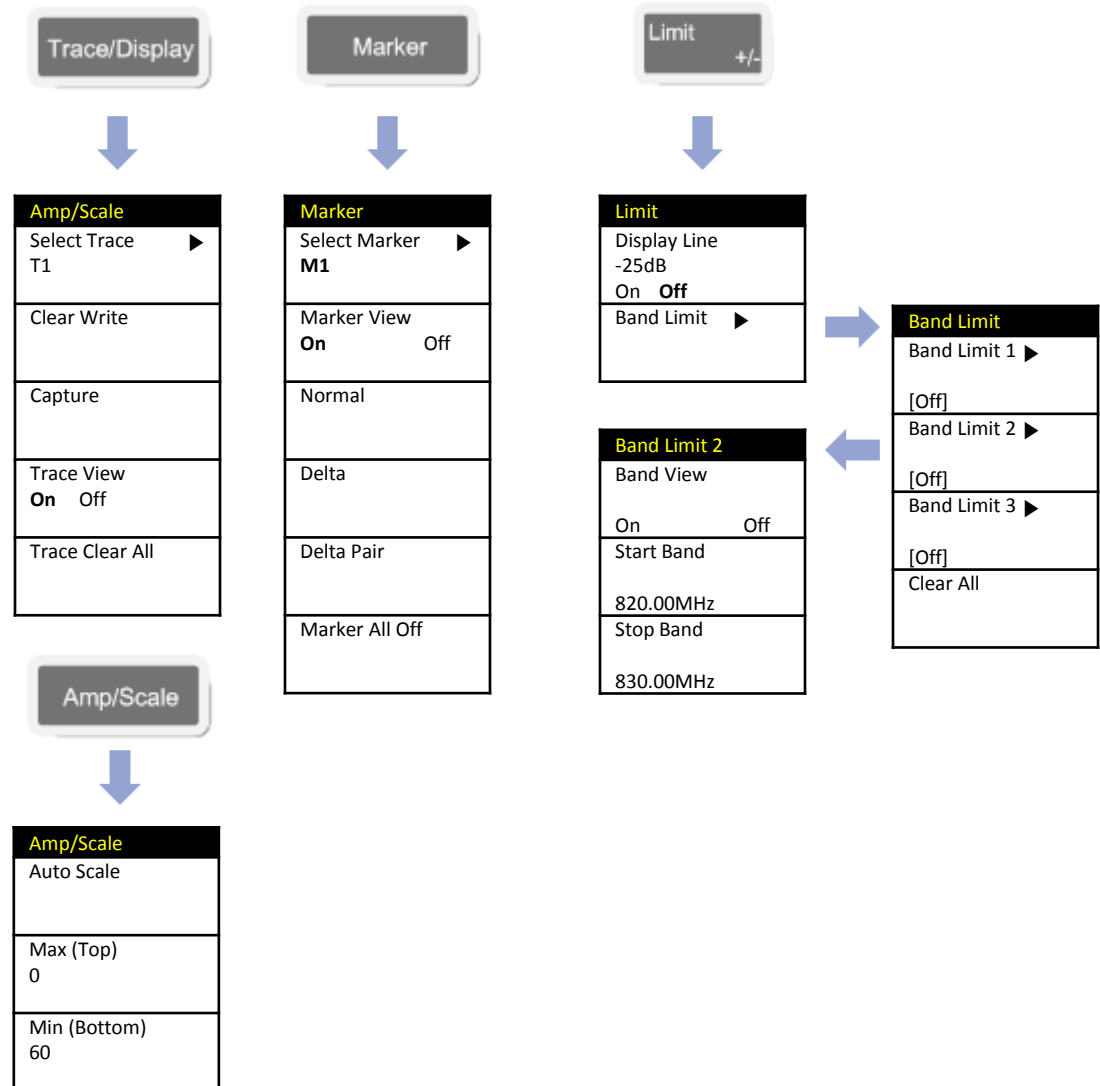 Trace/Display
Amp/Scale
Select Trace ▶
T1
Clear Write
Capture
Trace View
On Off
Trace Clear All
Amp/Scale
Amp/Scale
Auto Scale
Max (Top)
0
Min (Bottom)
60
Marker
Marker
Select Marker ▶
M1
Marker View
On Off
Normal
Delta
Delta Pair
Marker All Off
Limit
+/-
Limit
Display Line
-25dB
On Off
Band Limit ▶
Band Limit
Band Limit 1 ▶
[Off]
Band Limit 2 ▶
[Off]
Band Limit 3 ▶
[Off]
Clear All
Band Limit 2
Band View
On Off
Start Band
820.00MHz
Stop Band
830.00MHz